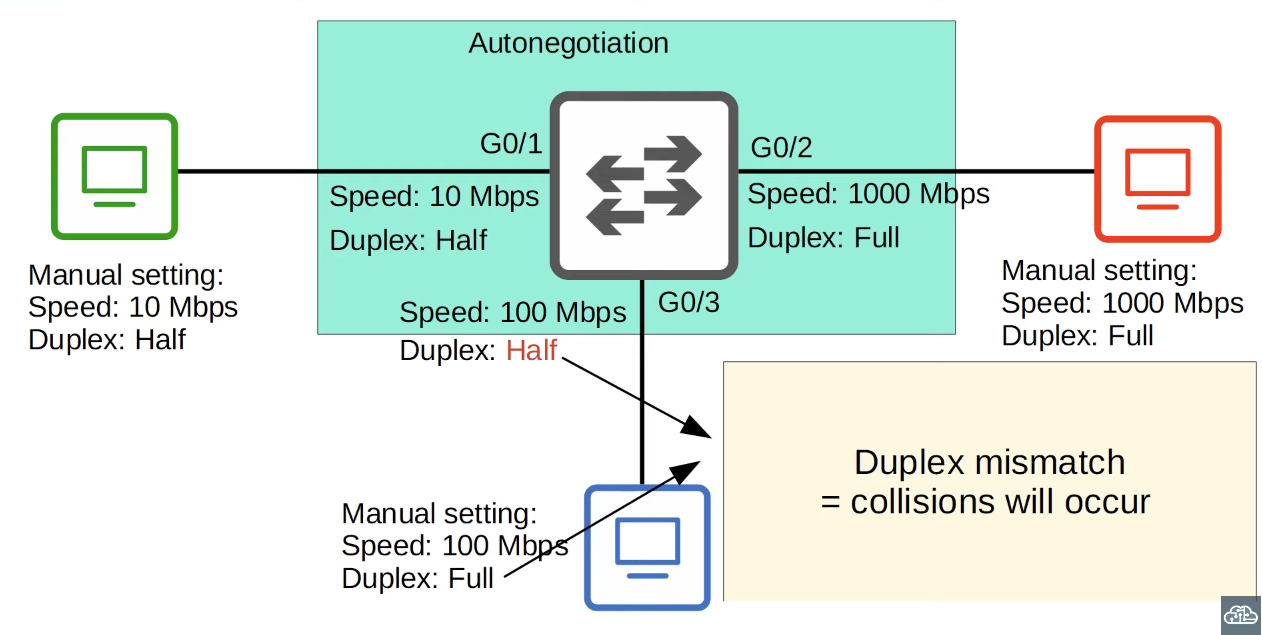 Autonegotiation
G0/1
G0/2
Speed: 10 Mbps
Duplex: Half
Speed: 1000 Mbps
Duplex: Full
Manual setting:
Speed: 10 Mbps
Duplex: Half
Manual setting:
Speed: 1000 Mbps
Duplex: Full
G0/3
Speed: 100 Mbps
Duplex: Half
Duplex mismatch
= collisions will occur
Manual setting:
Speed: 100 Mbps
Duplex: Full